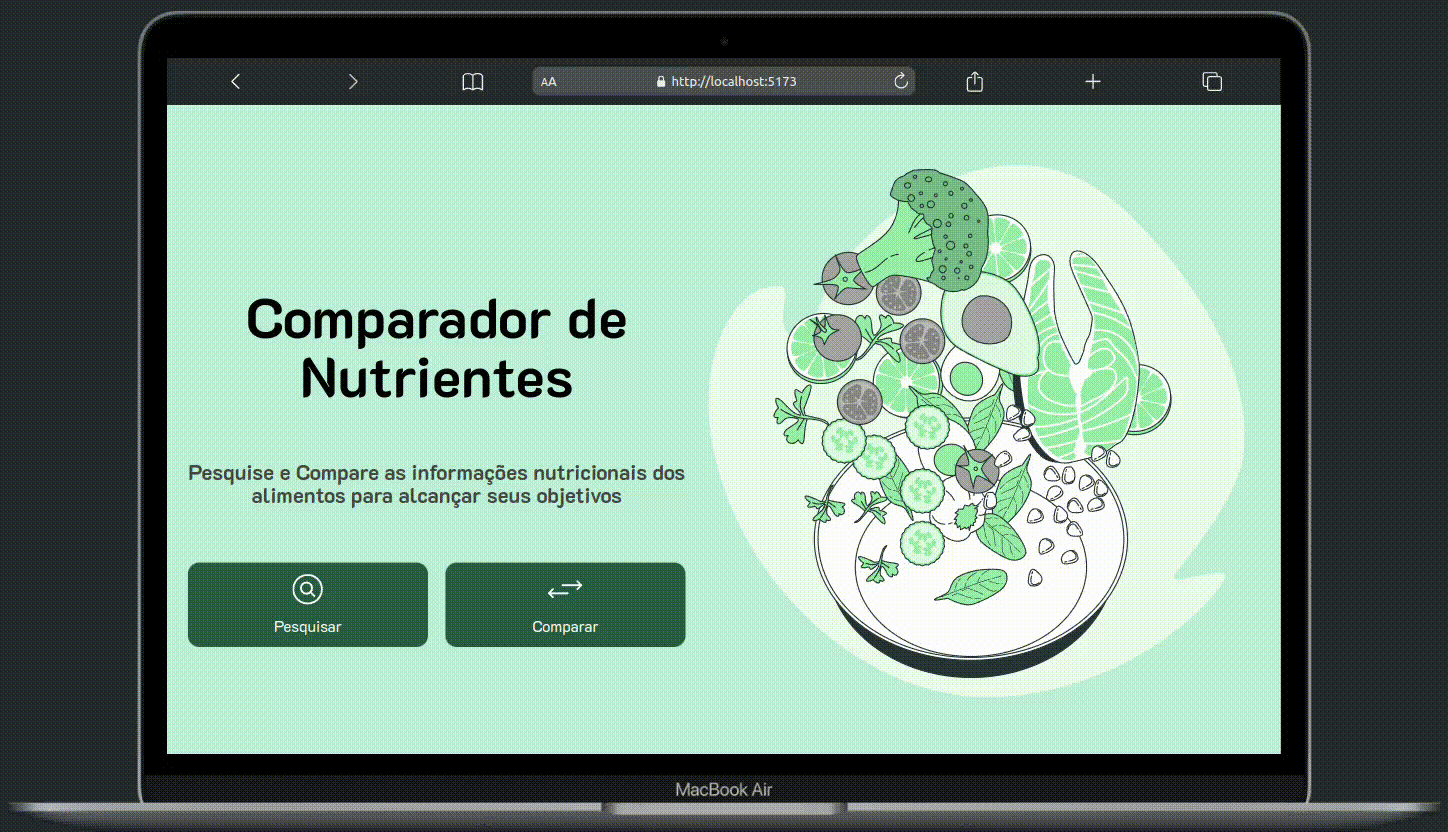 AA
http://localhost:5173
Comparador de
Nutrientes
Pesquise e Compare as informações nutricionais dos
alimentos para alcançar seus objetivos
Pesquisar
Comparar
MacBook Air